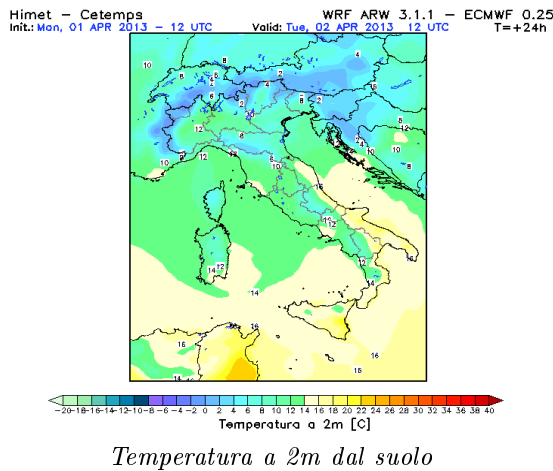 Himet – Cetemps WRF ARW 3.1.1 – ECMWF 0.25
Init.: Mon, 01 APR 2013 – 12 UTC Valid: Tue, 02 APR 2013 12 UTC T=+24h
-20-18-16-14-12-10-8 -6 -4 -2 0 2 4 6 8 10 12 14 16 18 20 22 24 26 28 30 32 34 36 38 40
Temperatura a 2m [C]
Temperatura a 2m dal suolo